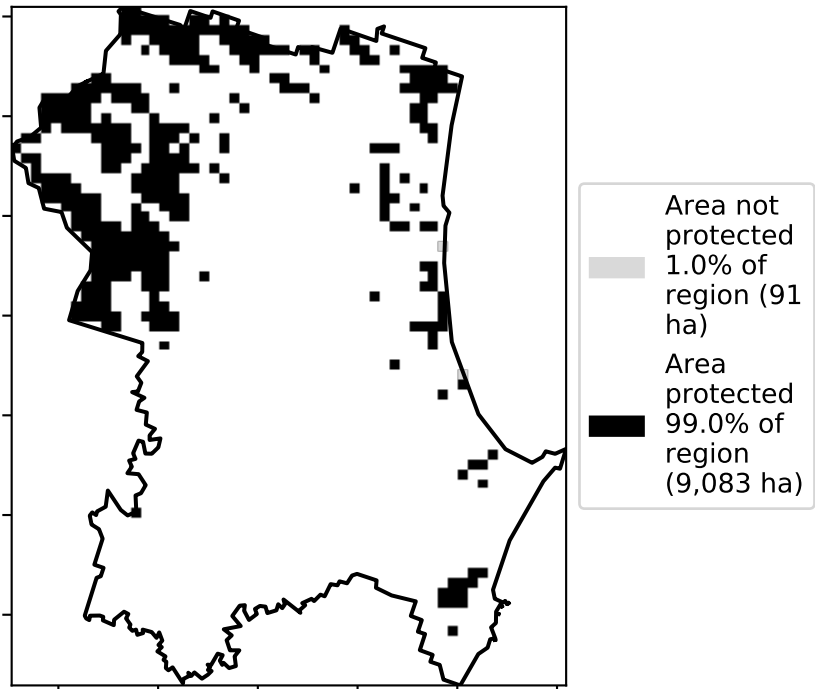 Area not
protected
1.0% of
region (91
ha)
Area
protected
99.0% of
region
(9,083 ha)